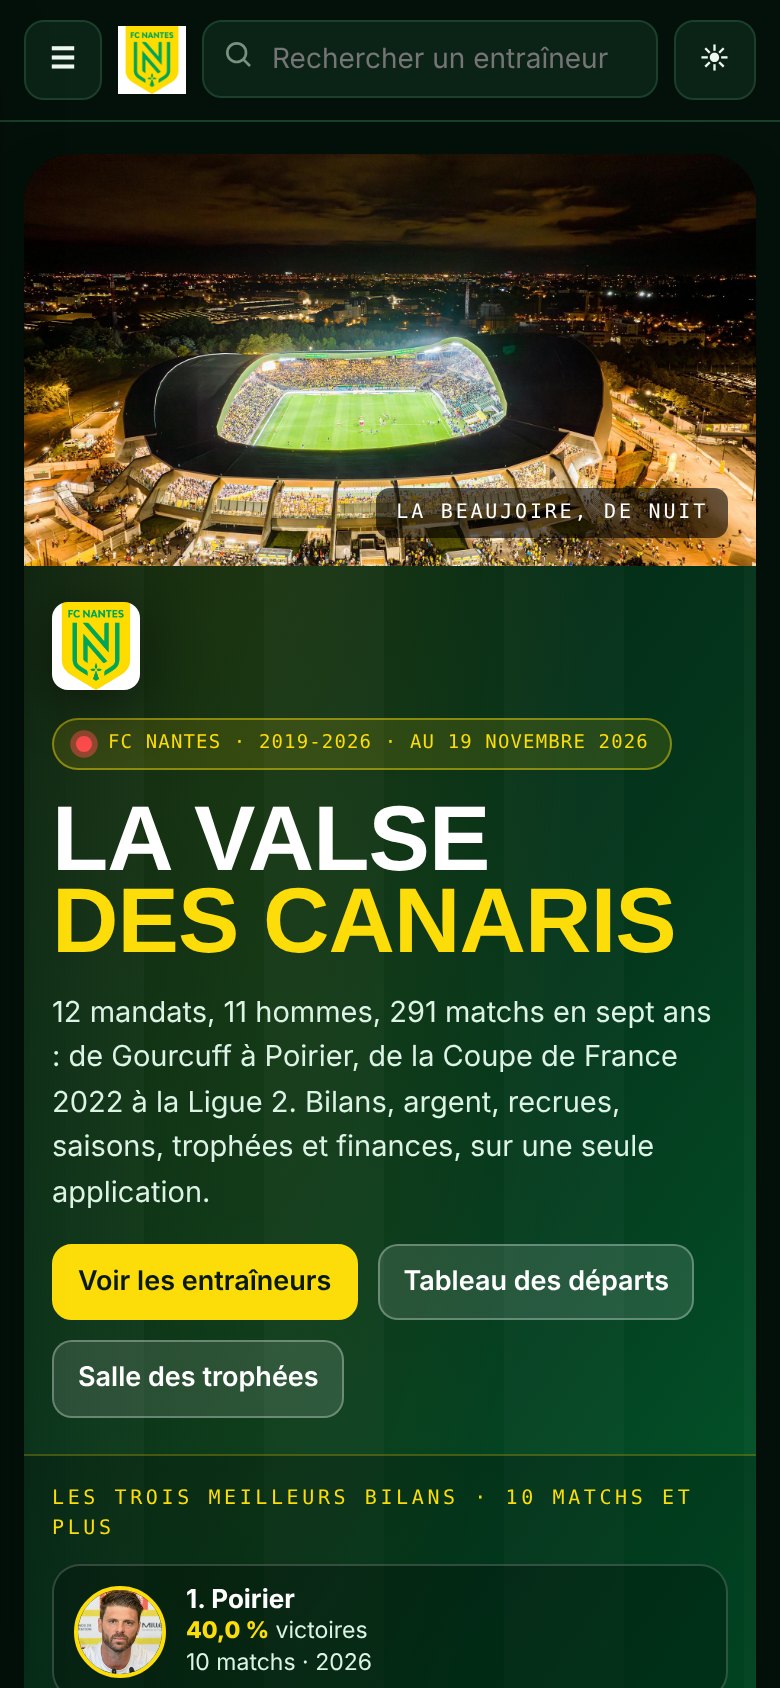 ☰
FC NANTES
Rechercher un entraîneur
LA BEAUJOIRE, DE NUIT
FC NANTES
FC NANTES · 2019-2026 · AU 19 NOVEMBRE 2026
LA VALSE
DES CANARIS
12 mandats, 11 hommes, 291 matchs en sept ans
: de Gourcuff à Poirier, de la Coupe de France
2022 à la Ligue 2. Bilans, argent, recrues,
saisons, trophées et finances, sur une seule
application.
Voir les entraîneurs
Tableau des départs
Salle des trophées
LES TROIS MEILLEURS BILANS · 10 MATCHS ET
PLUS
1. Poirier
40,0 % victoires
10 matchs · 2026